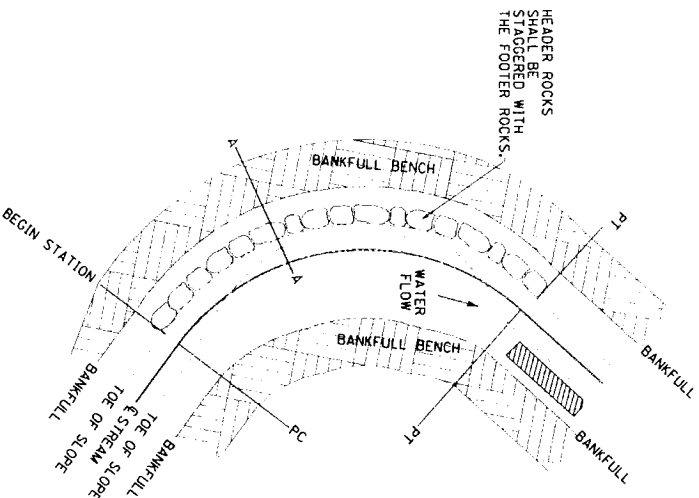 HEADER ROCKS
SHALL BE
STAGGERED WITH
THE FOOTER ROCKS.
BANKFULL BENCH
A
A
PT
BEGIN STATION
WATER
FLOW
BANKFULL BENCH
BANKFULL
BANKFULL
PT
PC
BANKFULL
TOE OF SLOPE
℄ STREAM
TOE OF SLOPE
BANKFULL